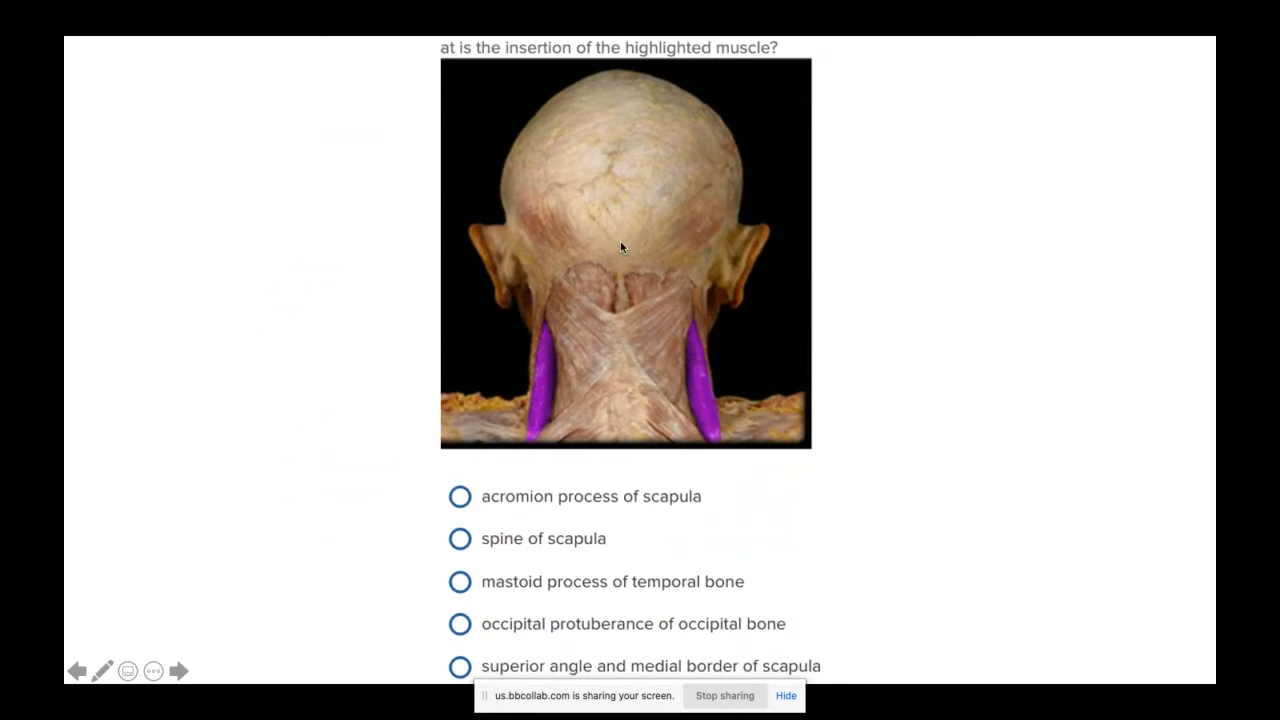 at is the insertion of the highlighted muscle?
acromion process of scapula
spine of scapula
mastoid process of temporal bone
occipital protuberance of occipital bone
superior angle and medial border of scapula
us.bbcollab.com is sharing your screen. Stop sharing Hide